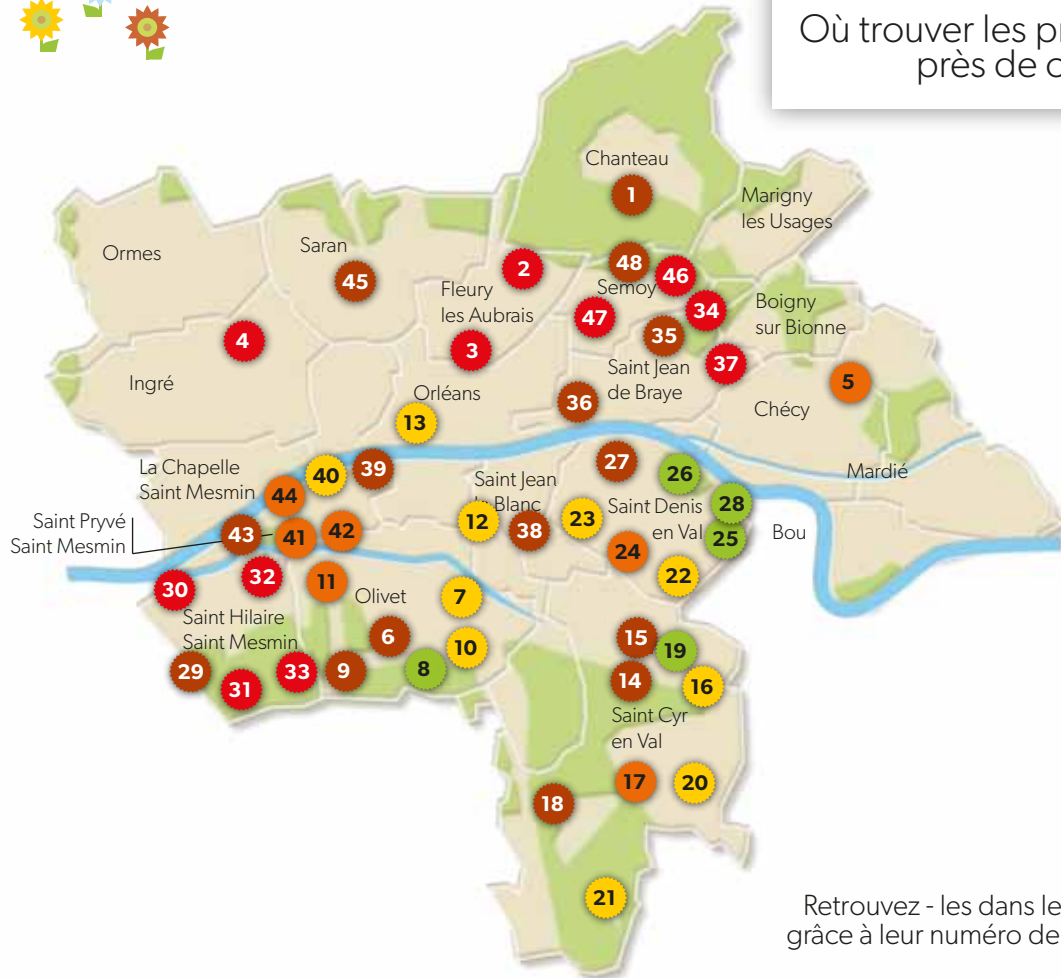 Où trouver les pr
près de c
Chanteau
1
Marigny
les Usages
Ormes
Saran
45
2
48
46
Semoy
Fleury
les Aubrais
47
34
Boigny
sur Bionne
4
3
35
37
Ingré
Saint Jean
de Braye
5
Orléans
36
Chécy
13
La Chapelle
Saint Mesmin
40
39
27
26
Mardié
44
Saint Jean
le Blanc
28
Saint Pryvé
Saint Mesmin
43
41
42
12
38
23
Saint Denis
en Val
24
25
Bou
30
32
11
Olivet
7
22
Saint Hilaire
Saint Mesmin
6
10
15
19
29
31
33
9
8
14
16
Saint Cyr
en Val
18
17
20
21
Retrouvez - les dans le
grâce à leur numéro de